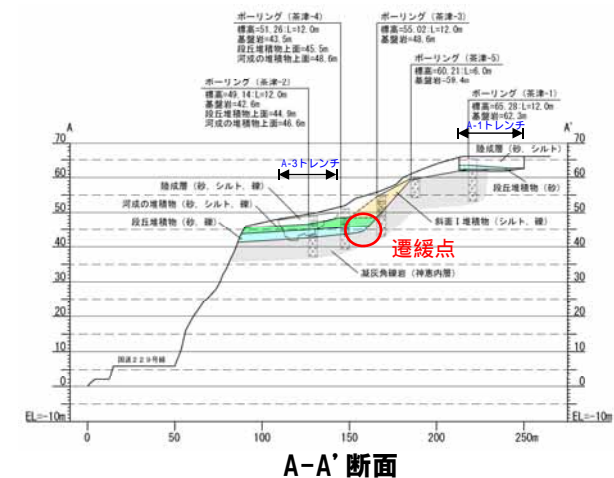 ボーリング (茶津-4)
標高=51.26:L=12.0m
基盤岩=43.5m
段丘堆積物上面=45.5m
河成の堆積物上面=48.6m
ボーリング (茶津-3)
標高=55.02:L=12.0m
基盤岩=48.6m
ボーリング (茶津-5)
標高=60.21:L=6.0m
基盤岩=59.4m
ボーリング (茶津-2)
標高=49.14:L=12.0m
基盤岩=42.6m
段丘堆積物上面=44.9m
河成の堆積物上面=46.6m
ボーリング (茶津-1)
標高=65.28:L=12.0m
基盤岩=62.3m
A
A'
A-1トレンチ
A-3トレンチ
陸成層 (砂、シルト)
段丘堆積物 (砂)
陸成層 (砂、シルト、礫)
河成の堆積物 (砂、シルト、礫)
段丘堆積物 (砂、礫)
斜面Ⅰ堆積物 (シルト、礫)
遷緩点
凝灰角礫岩 (神恵内層)
国道229号線
70
60
50
40
30
20
10
0
EL=-10m
70
60
50
40
30
20
10
0
EL=-10m
0 50 100 150 200 250m
A-A'断面